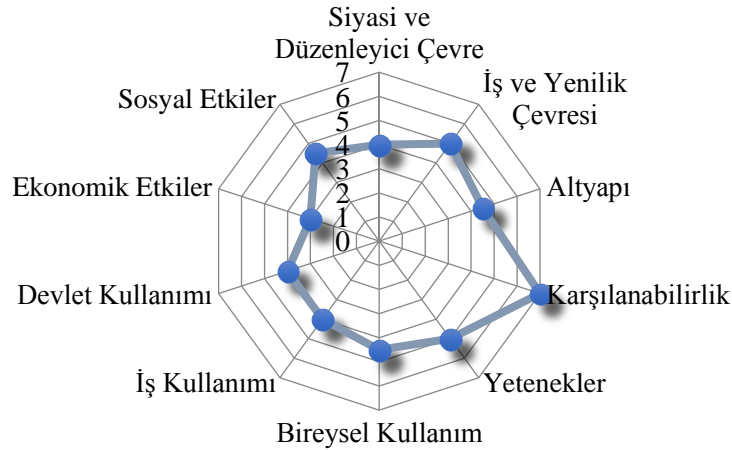 Siyasi ve
Düzenleyici Çevre
İş ve Yenilik
Çevresi
Altyapı
Karşılanabilirlik
Yetenekler
Bireysel Kullanım
İş Kullanımı
Devlet Kullanımı
Ekonomik Etkiler
Sosyal Etkiler
7
6
5
4
3
2
1
0